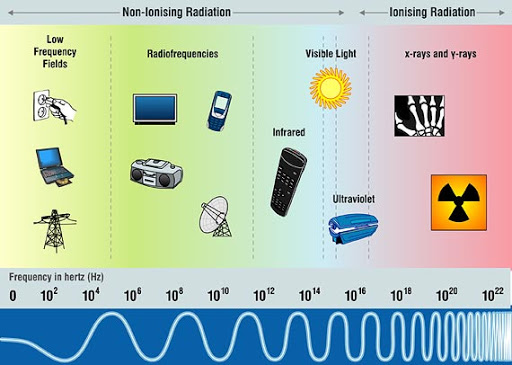 Non-Ionising Radiation
Ionising Radiation
Low
Frequency
Fields
Radiofrequencies
Visible Light
x-rays and γ-rays
Infrared
Ultraviolet
Frequency in hertz (Hz)
0 10² 10⁴ 10⁶ 10⁸ 10¹⁰ 10¹² 10¹⁴ 10¹⁶ 10¹⁸ 10²⁰ 10²²